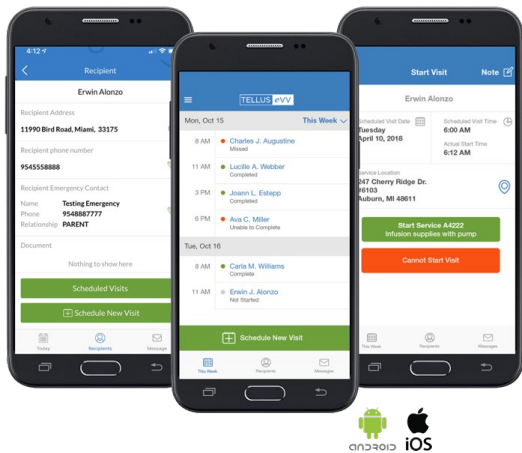 4:12
Recipient
Erwin Alonzo
Recipient Address
11990 Bird Road, Miami, 33175
Recipient phone number
9545558888
Recipient Emergency Contact
Name Testing Emergency
Phone 9548887777
Relationship PARENT
Document
Nothing to show here
Scheduled Visits
Schedule New Visit
Today Recipients Message
TELLUS eVV
Mon, Oct 15 This Week
8 AM Charles J. Augustine
Missed
11 AM Lucille A. Webber
Completed
3 PM Joann L. Estepp
Completed
6 PM Ava C. Miller
Unable to Complete
Tue, Oct 16
8 AM Carla M. Williams
Complete
11 AM Erwin J. Alonzo
Not Started
Schedule New Visit
This Week Recipients Messages
Start Visit Note
Erwin Alonzo
Scheduled Visit Date
Tuesday
April 10, 2018
Scheduled Visit Time
6:00 AM
Actual Start Time
6:12 AM
Service Location
247 Cherry Ridge Dr.
#6103
Auburn, MI 48611
Start Service A4222
Infusion supplies with pump
Cannot Start Visit
This Week Recipients Messages
ANDROID iOS